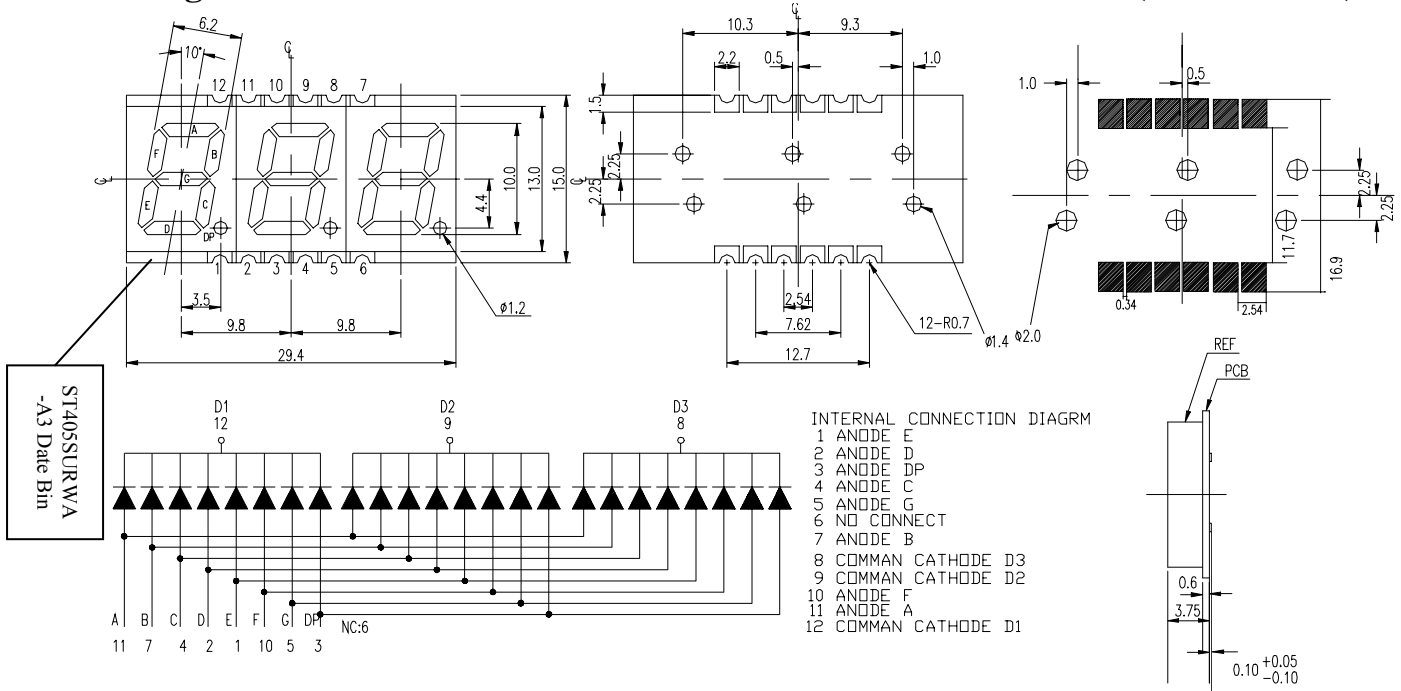 6.2
10°
12 11 10 9 8 7
A
F B
G
E C
D DP
1 2 3 4 5 6
10.0
13.0
15.0
4.4
3.5
9.8 9.8
29.4
ø1.2
10.3 9.3
2.2 0.5 1.0
1.5
2.25
2.25
2.54
7.62
12.7
12-R0.7
ø1.4
1.0 0.5
2.25
2.25
11.7
16.9
0.34 2.54
ϕ2.0
ST405SURWA
-A3 Date Bin
D1 D2 D3
12 9 8
A B C D E F G DP
11 7 4 2 1 10 5 3
NC:6
INTERNAL CONNECTION DIAGRM
1 ANODE E
2 ANODE D
3 ANODE DP
4 ANODE C
5 ANODE G
6 NO CONNECT
7 ANODE B
8 COMMAN CATHODE D3
9 COMMAN CATHODE D2
10 ANODE F
11 ANODE A
12 COMMAN CATHODE D1
REF
PCB
0.6
3.75
0.10 +0.05
-0.10